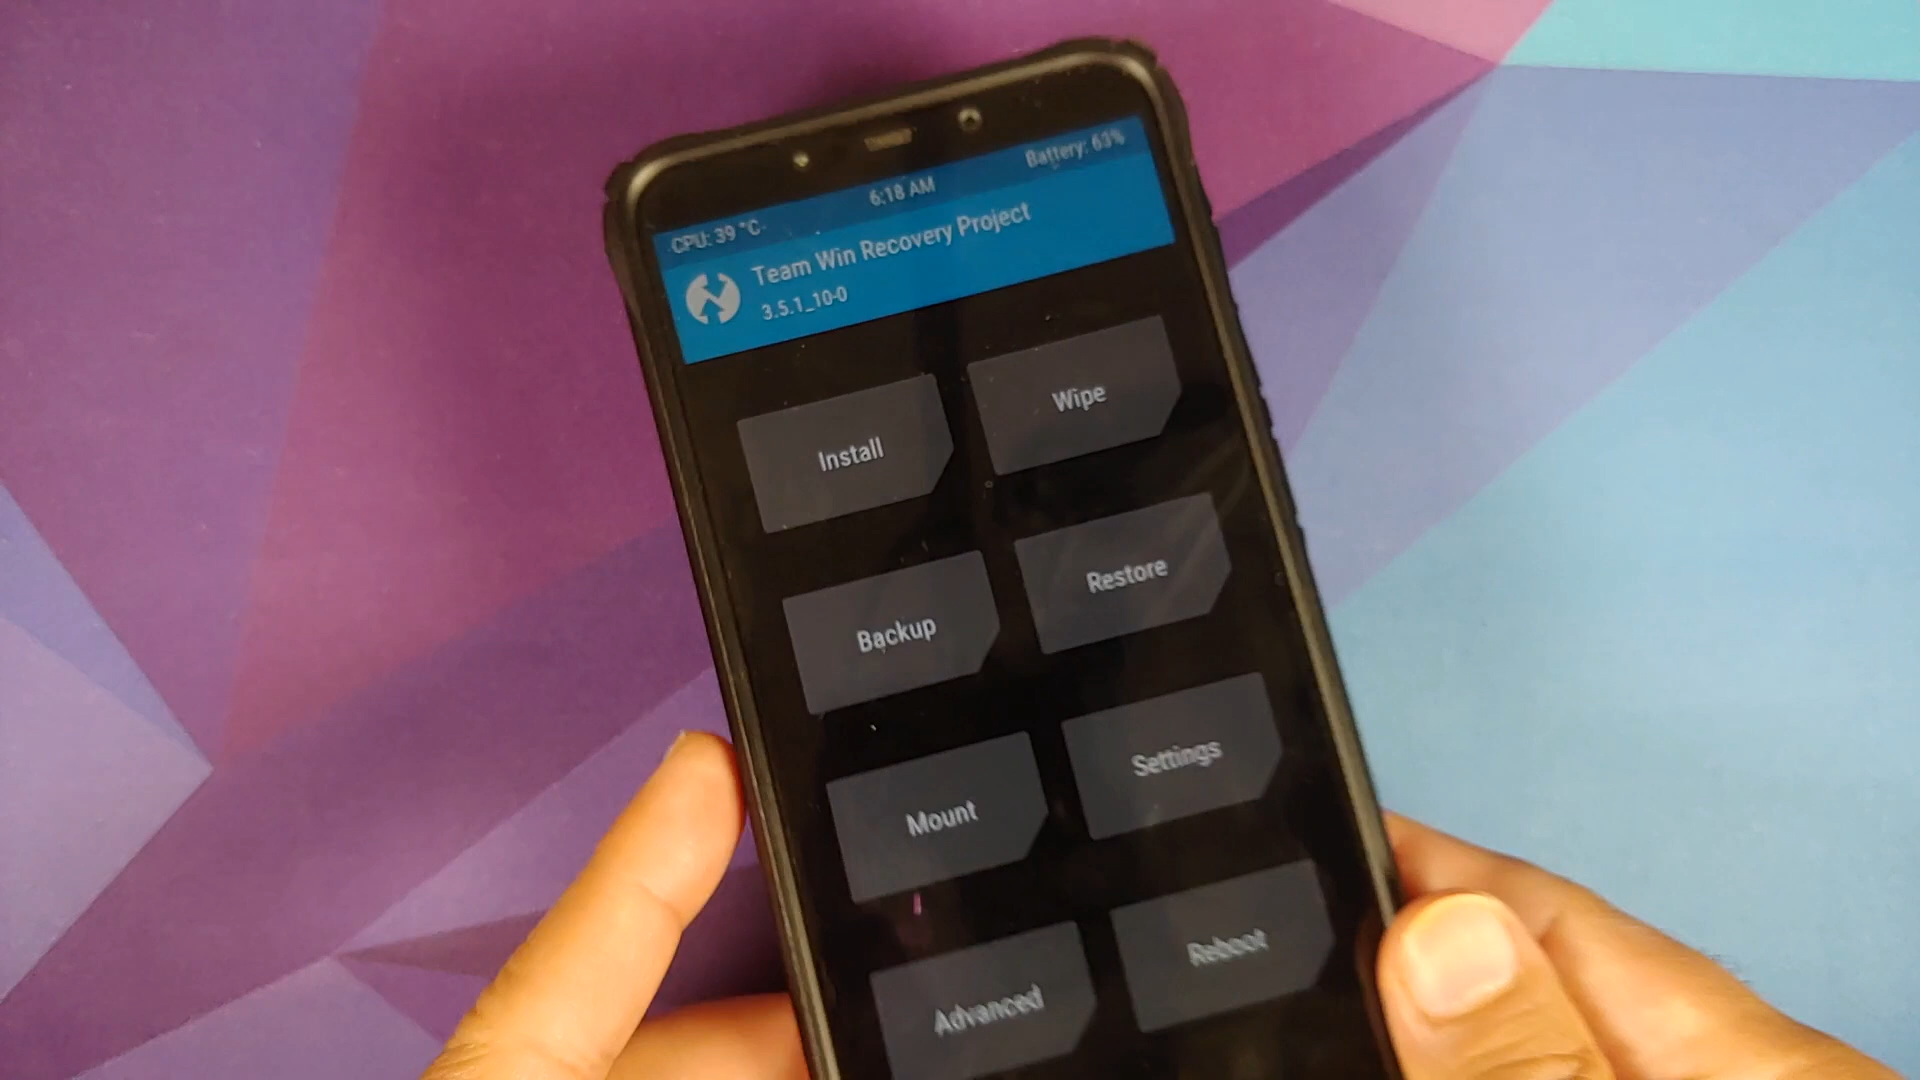 CPU: 39 °C
6:18 AM
Battery: 63%
Team Win Recovery Project
3.5.1_10-0
Install
Wipe
Backup
Restore
Mount
Settings
Advanced
Reboot